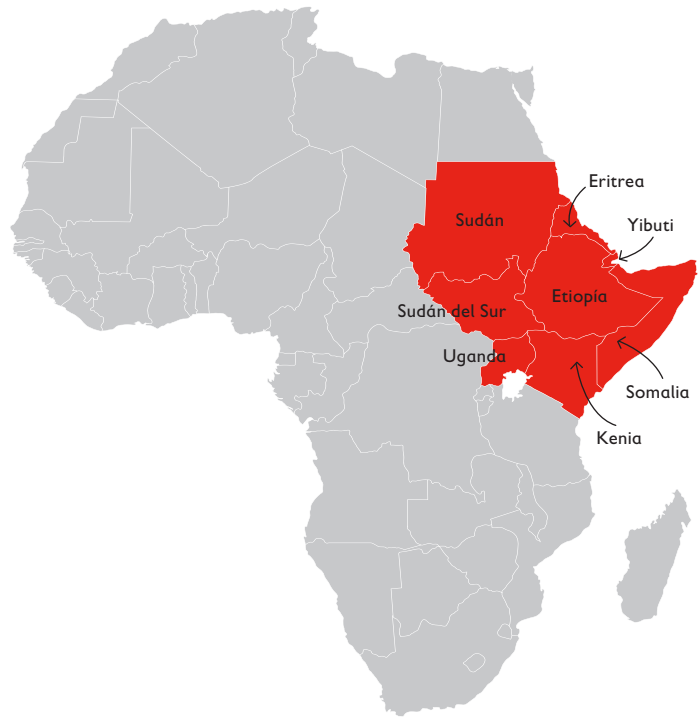 Eritrea
Sudán
Yibuti
Etiopía
Sudán del Sur
Uganda
Somalia
Kenia